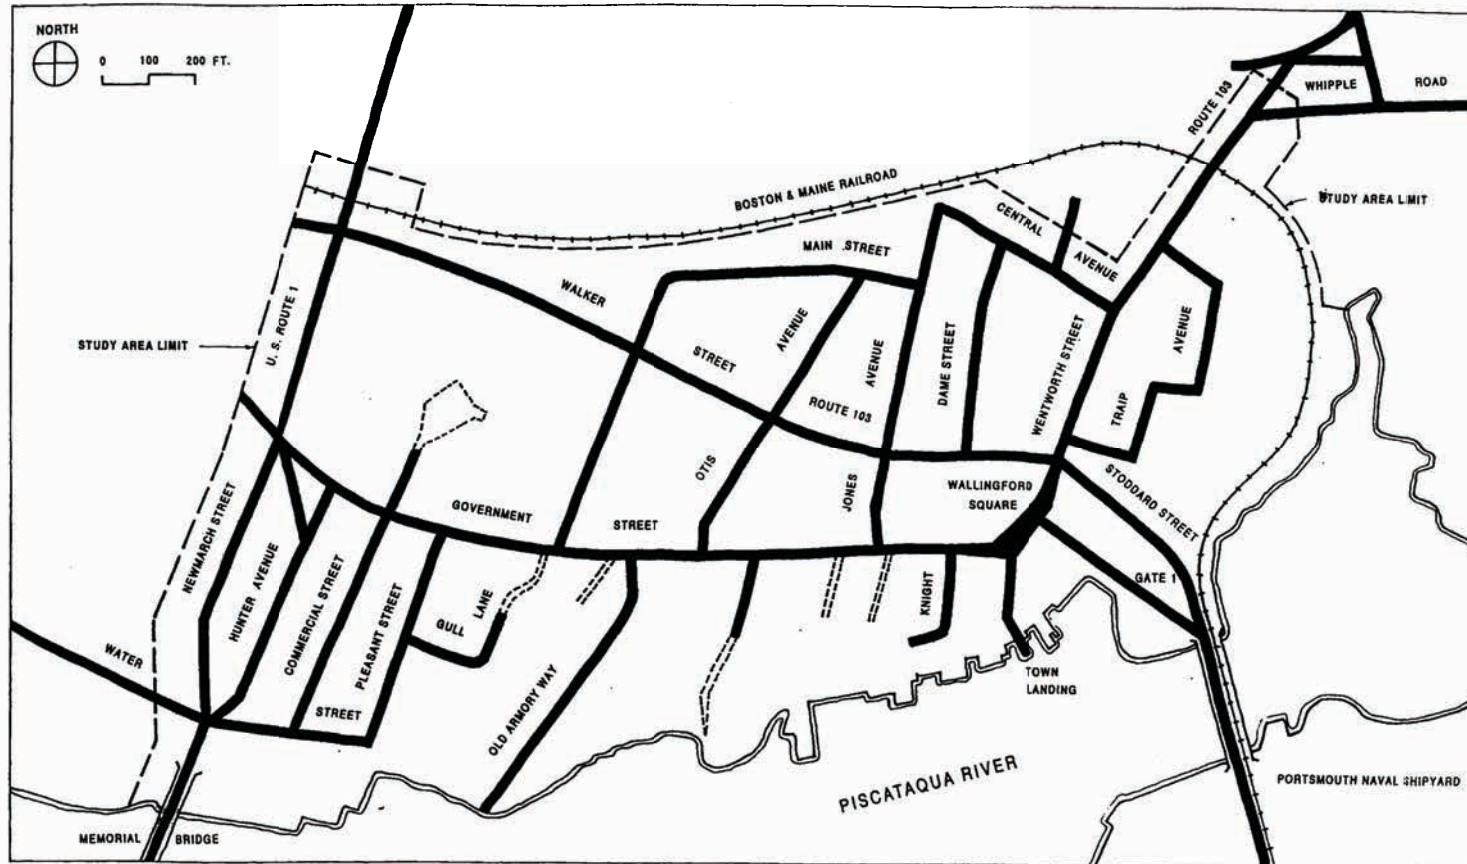 NORTH
0 100 200 FT.
WHIPPLE ROAD
ROUTE 103
BOSTON & MAINE RAILROAD
STUDY AREA LIMIT
CENTRAL AVENUE
MAIN STREET
WALKER STREET
U. S. ROUTE 1
STUDY AREA LIMIT
AVENUE
AVENUE
DAME STREET
WENTWORTH STREET
AVENUE
TRAIP
ROUTE 103
OTIS
JONES
WALLINGFORD
SQUARE
STODDARD STREET
GOVERNMENT STREET
NEWMARCH STREET
HUNTER AVENUE
COMMERCIAL STREET
PLEASANT STREET
GULL LANE
KNIGHT
GATE 1
WATER STREET
OLD ARMORY WAY
TOWN
LANDING
PISCATAQUA RIVER
PORTSMOUTH NAVAL SHIPYARD
MEMORIAL BRIDGE